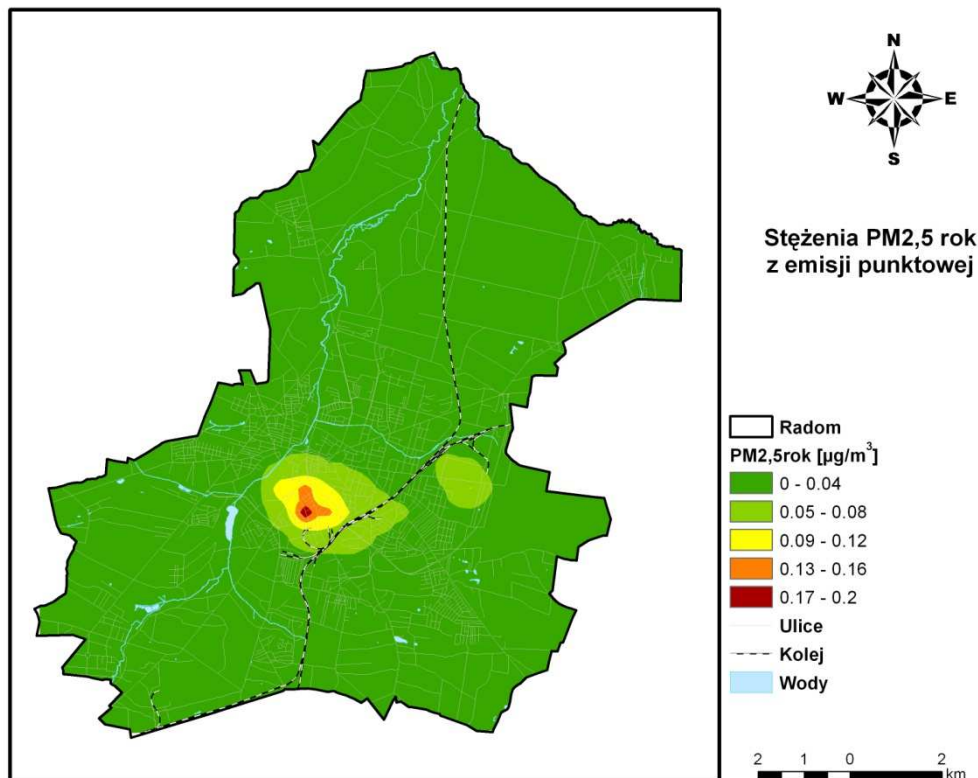 N
W E
S
Stężenia PM2,5 rok
z emisji punktowej
Radom
PM2,5rok [µg/m³]
0 - 0.04
0.05 - 0.08
0.09 - 0.12
0.13 - 0.16
0.17 - 0.2
Ulice
Kolej
Wody
2 1 0 2
km